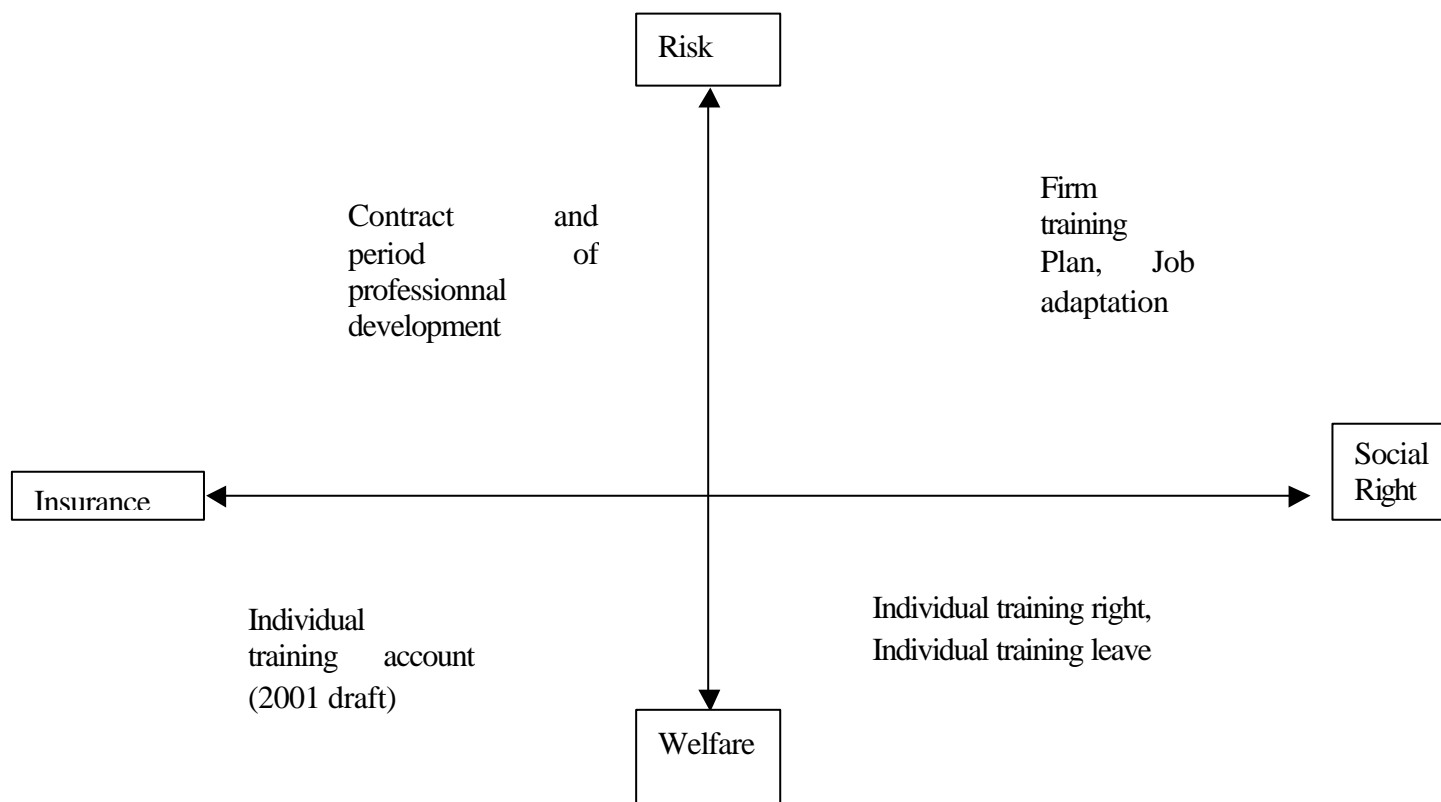 Risk
Contract and
period of
professionnal
development
Firm
training
Plan, Job
adaptation
Insurance
Social
Right
Individual
training account
(2001 draft)
Individual training right,
Individual training leave
Welfare